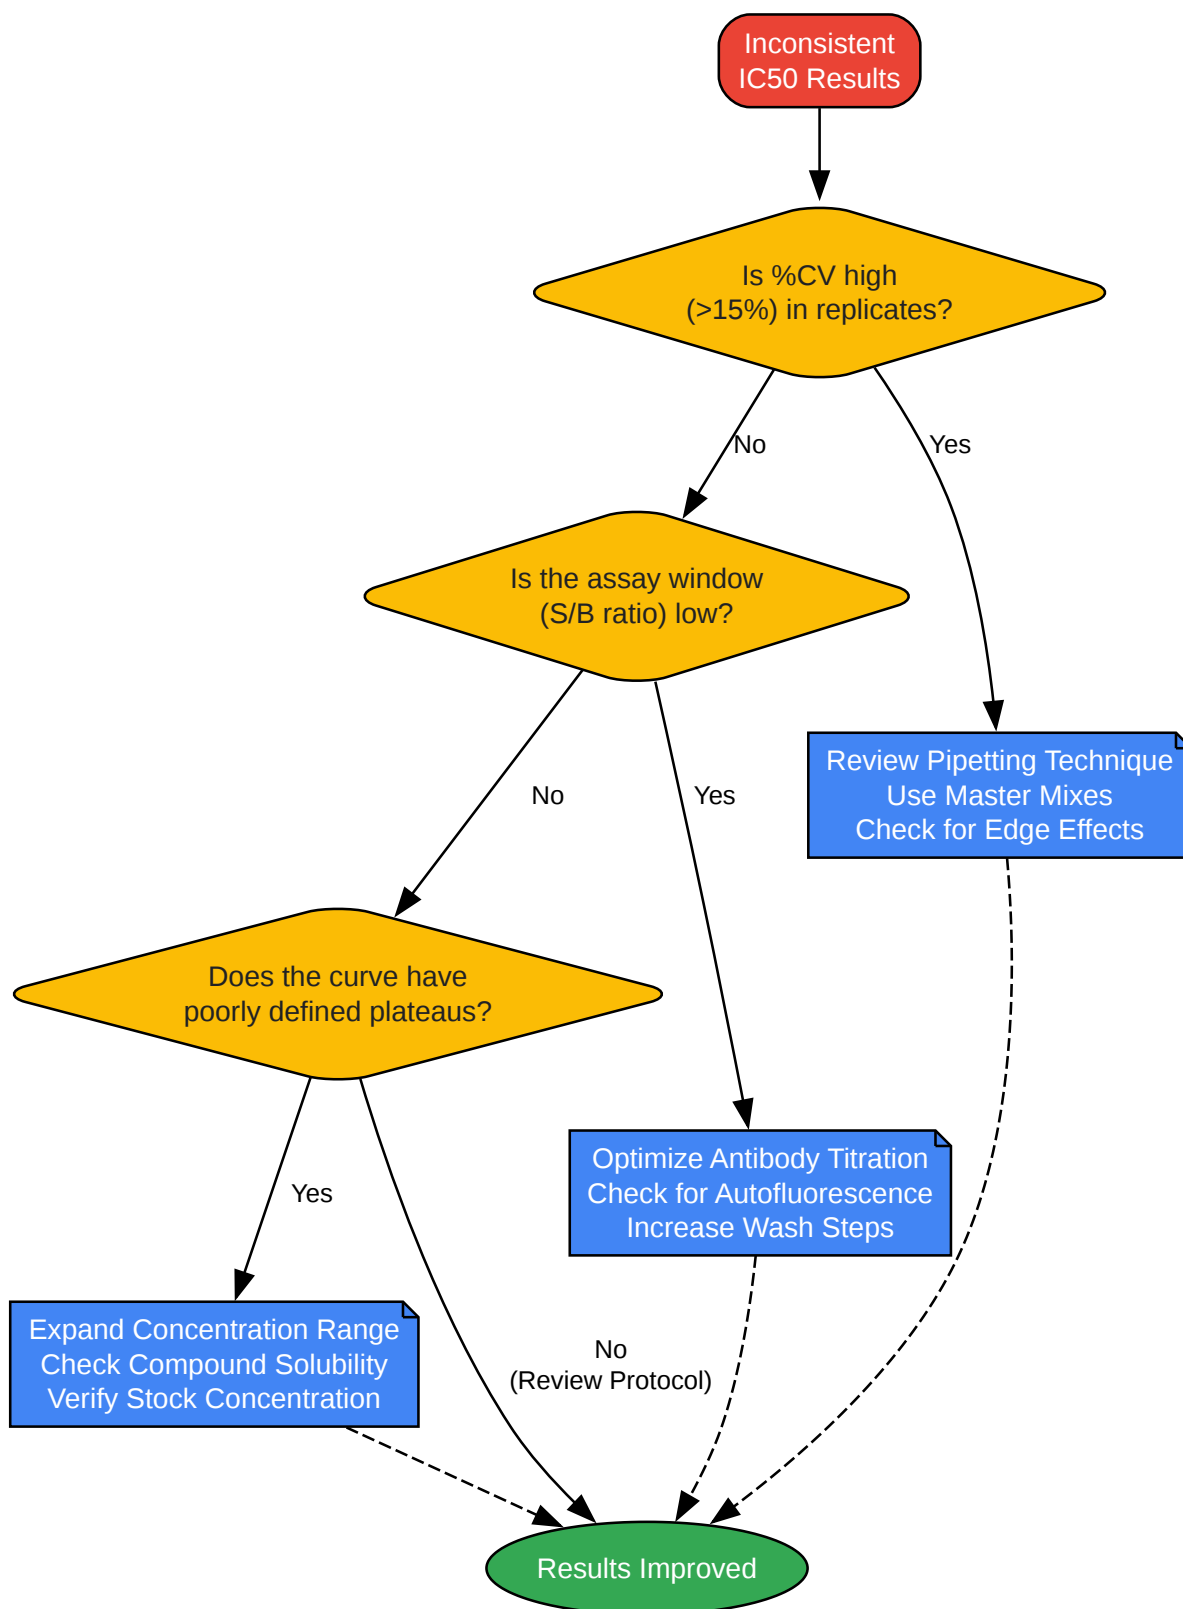 Inconsistent
IC50 Results
Is %CV high
(>15%) in replicates?
No
Yes
Is the assay window
(S/B ratio) low?
No
Yes
Review Pipetting Technique
Use Master Mixes
Check for Edge Effects
Does the curve have
poorly defined plateaus?
Yes
No
(Review Protocol)
Optimize Antibody Titration
Check for Autofluorescence
Increase Wash Steps
Expand Concentration Range
Check Compound Solubility
Verify Stock Concentration
Results Improved